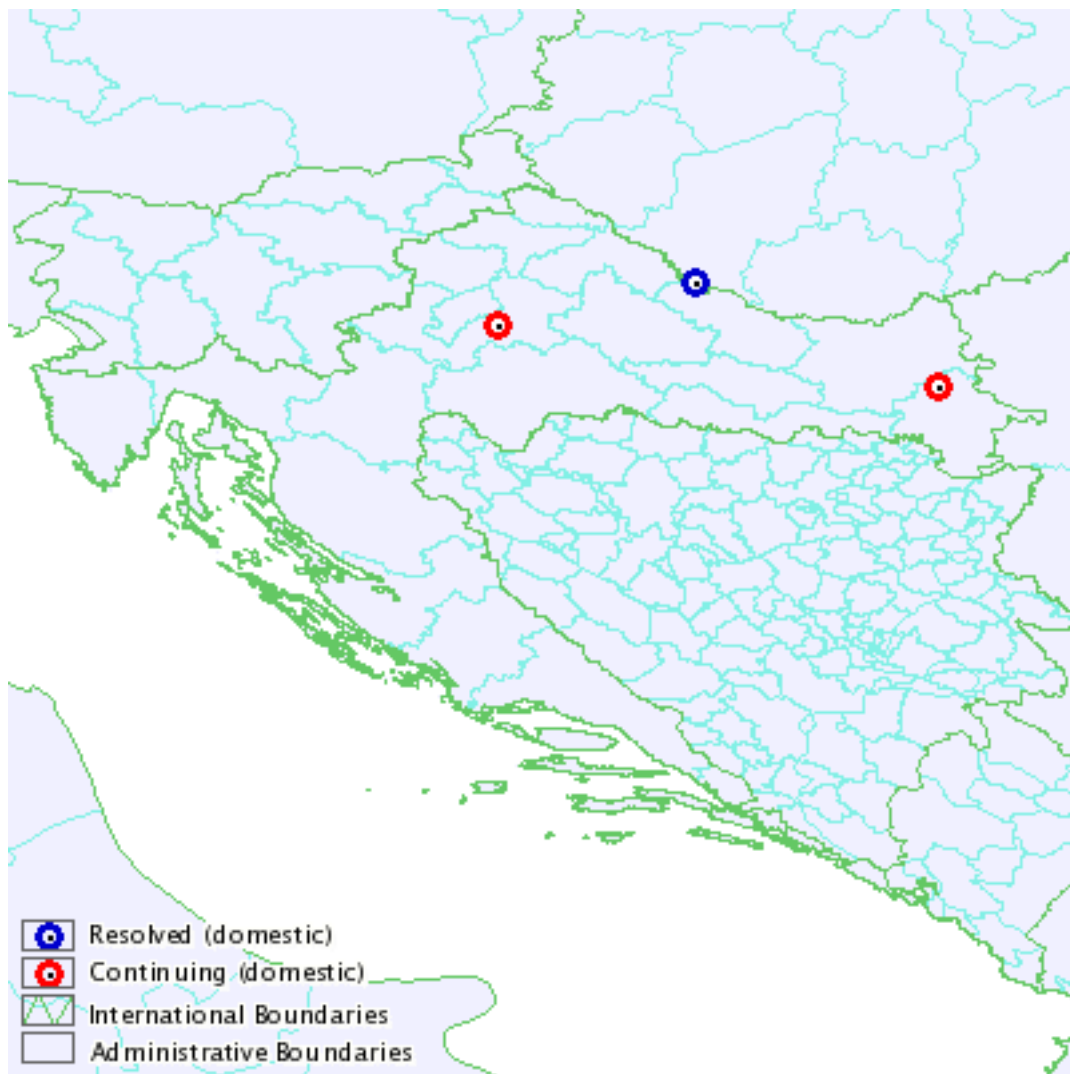 Resolved (domestic)
Continuing (domestic)
International Boundaries
Administrative Boundaries